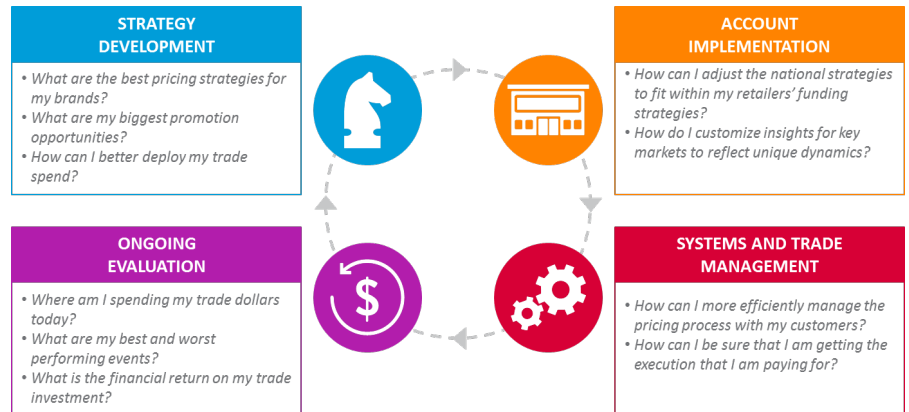 STRATEGY
DEVELOPMENT
• What are the best pricing strategies for
my brands?
• What are my biggest promotion
opportunities?
• How can I better deploy my trade
spend?
ACCOUNT
IMPLEMENTATION
• How can I adjust the national strategies
to fit within my retailers’ funding
strategies?
• How do I customize insights for key
markets to reflect unique dynamics?
ONGOING
EVALUATION
• Where am I spending my trade dollars
today?
• What are my best and worst
performing events?
• What is the financial return on my trade
investment?
$
SYSTEMS AND TRADE
MANAGEMENT
• How can I more efficiently manage the
pricing process with my customers?
• How can I be sure that I am getting the
execution that I am paying for?